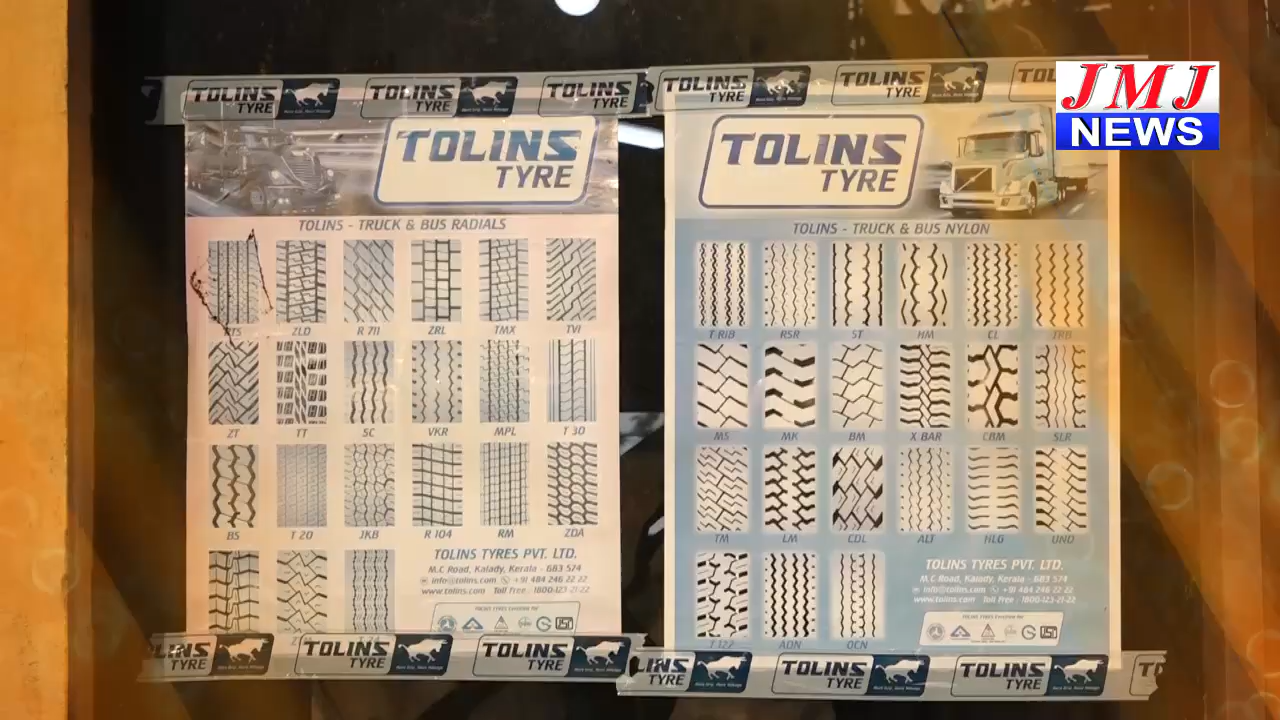 JMJ
NEWS
TOLINS TYRE TOLINS TYRE TOLINS TYRE
TOLINS TYRE TOLINS TYRE TOL
TOLINS
TYRE
TOLINS - TRUCK & BUS RADIALS
RTS ZLD R 711 ZRL TMX TVI
ZT TT SC VKR MPL T 30
BS T 20 JKB R 104 RM ZDA
TOLINS TYRES PVT. LTD.
M.C Road, Kalady, Kerala - 683 574
info@tolins.com +91 484 246 22 22
www.tolins.com Toll Free : 1800-123-21-22
TOLINS
TYRE
TOLINS - TRUCK & BUS NYLON
T RIB RSR ST HM CL JRB
MS MK BM X BAR CBM SLR
TM LM CDL ALT HLG UND
T 127 ADN OCN
TOLINS TYRES PVT. LTD.
M.C Road, Kalady, Kerala - 683 574
info@tolins.com +91 484 246 22 22
www.tolins.com Toll Free : 1800-123-21-22
TYRE TOLINS TYRE TOLINS TYRE
LINS TYRE TOLINS TYRE TOLINS TYRE